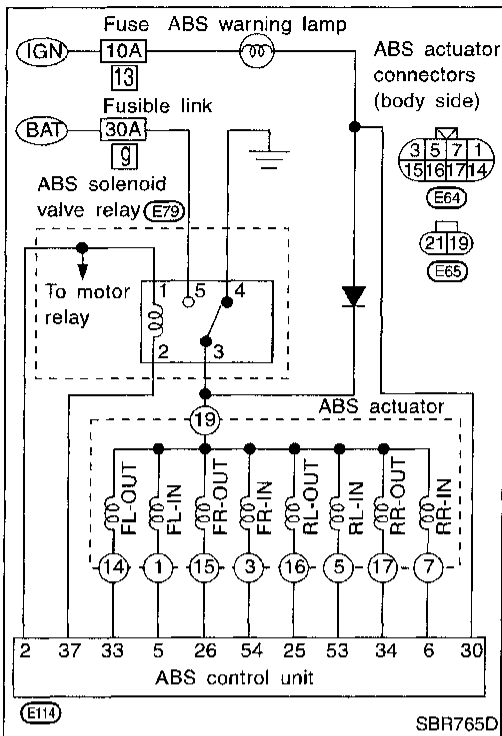 Fuse ABS warning lamp
IGN 10A
13
ABS actuator
connectors
(body side)
Fusible link
BAT 30A
9
3 5 7 1
15 16 17 14
E64
ABS solenoid
valve relay E79
21 19
E65
To motor
relay
1 5 4
2 3
19
ABS actuator
FL-OUT FL-IN FR-OUT FR-IN RL-OUT RL-IN RR-OUT RR-IN
14 1 15 3 16 5 17 7
2 37 33 5 26 54 25 53 34 6 30
ABS control unit
E114
SBR765D